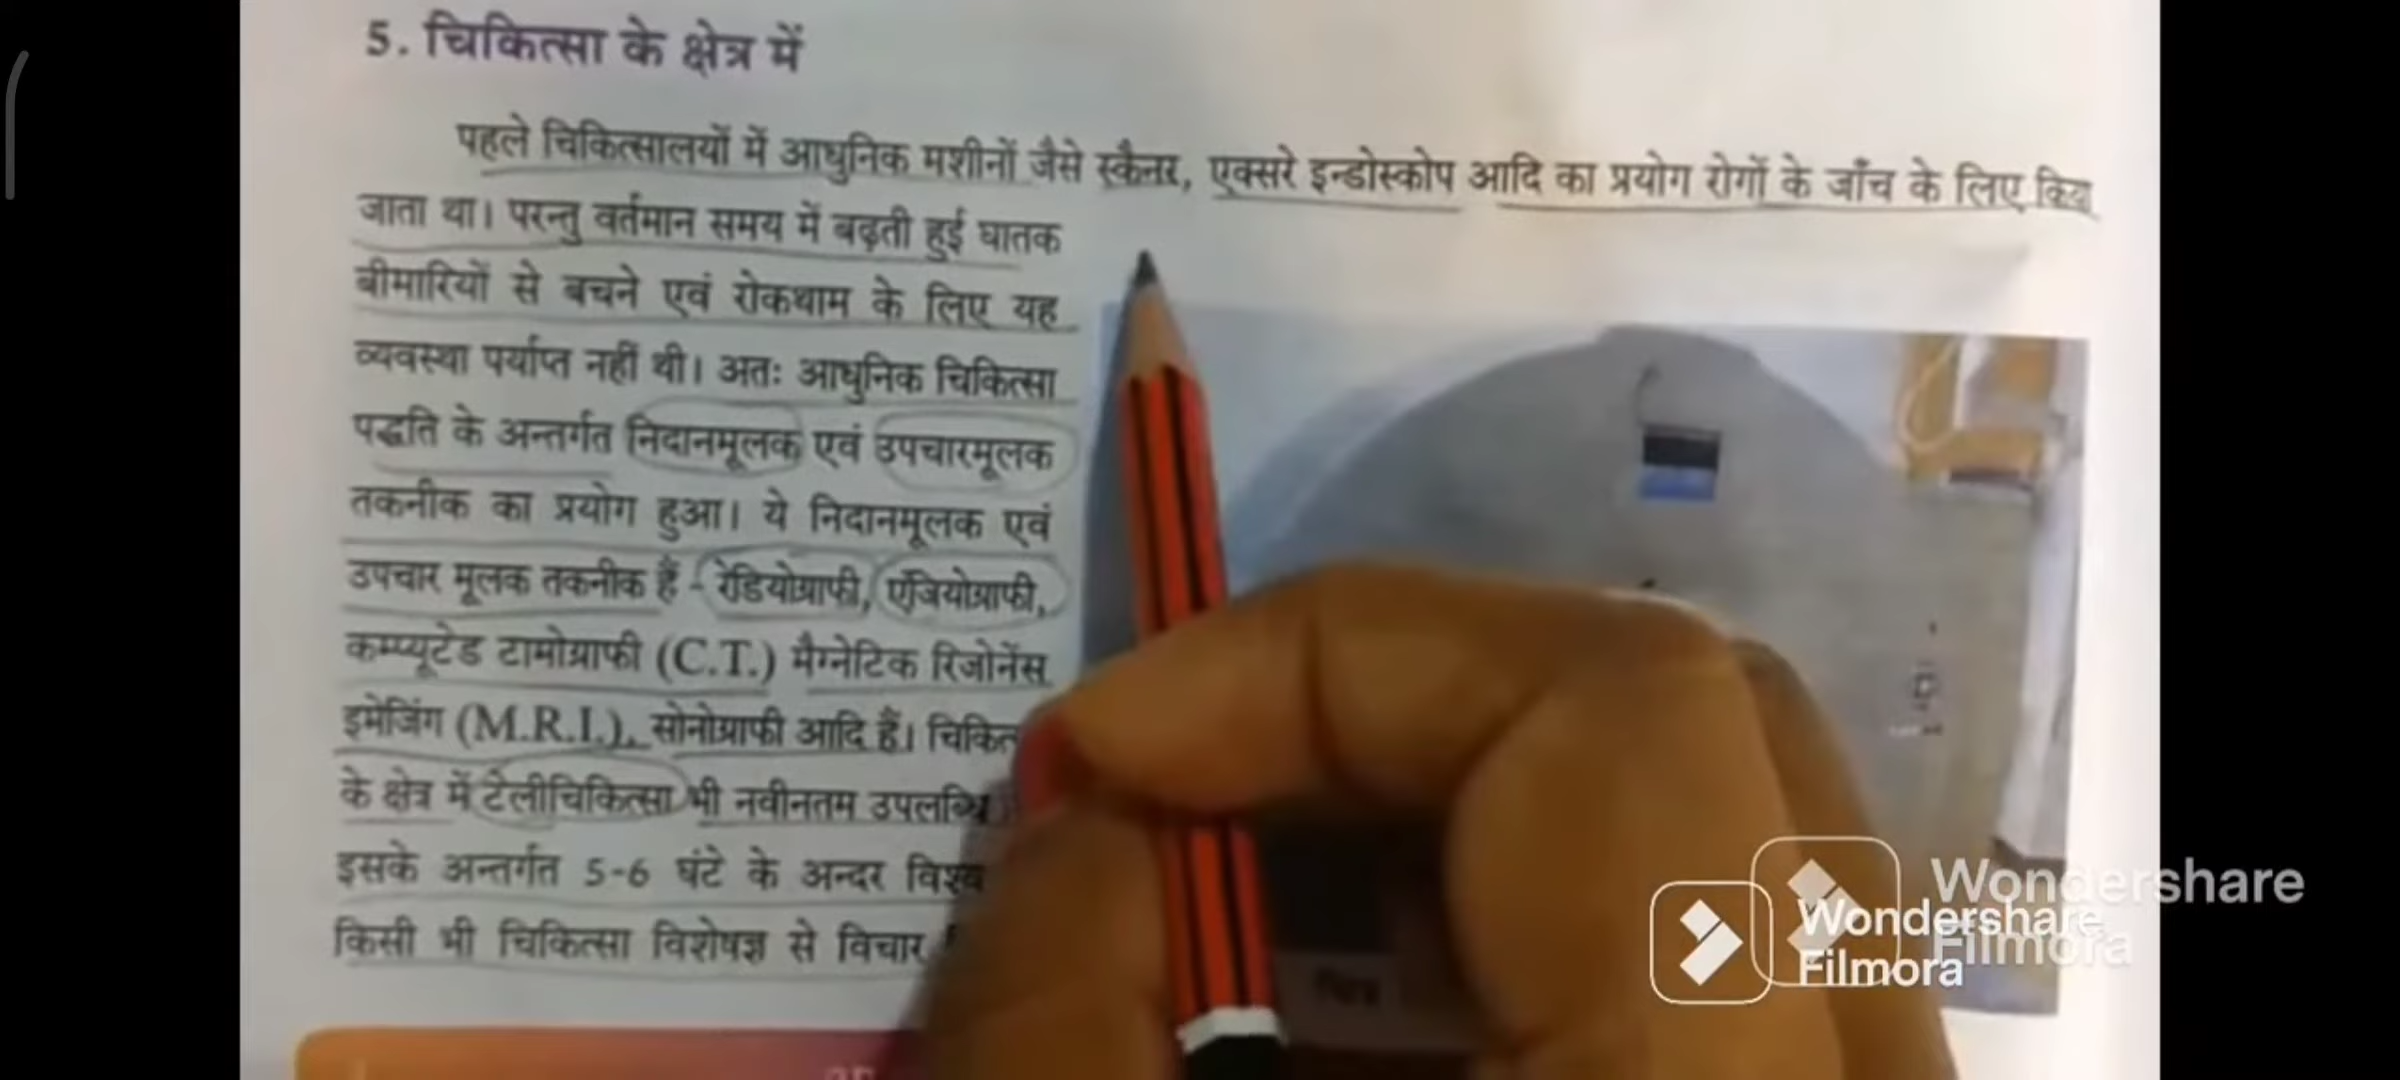 5. चिकित्सा के क्षेत्र में
पहले चिकित्सालयों में आधुनिक मशीनों जैसे स्कैनर, एक्सरे इन्डोस्कोप आदि का प्रयोग रोगों के जाँच के लिए किया
जाता था। परन्तु वर्तमान समय में बढ़ती हुई घातक
बीमारियों से बचने एवं रोकथाम के लिए यह
व्यवस्था पर्याप्त नहीं थी। अतः आधुनिक चिकित्सा
पद्धति के अन्तर्गत निदानमूलक एवं उपचारमूलक
तकनीक का प्रयोग हुआ। ये निदानमूलक एवं
उपचार मूलक तकनीक हैं - रेडियोग्राफी, एंजियोग्राफी,
कम्प्यूटेड टामोग्राफी (C.T.) मैग्नेटिक रिजोनेंस
इमेजिंग (M.R.I.), सोनोग्राफी आदि हैं।
के क्षेत्र में टेलीचिकित्सा भी नवीनतम उपलब्धि
इसके अन्तर्गत 5-6 घंटे के अन्दर विश्व
किसी भी चिकित्सा विशेषज्ञ से विचार
Wondershare
Filmora
Wondershare
Filmora